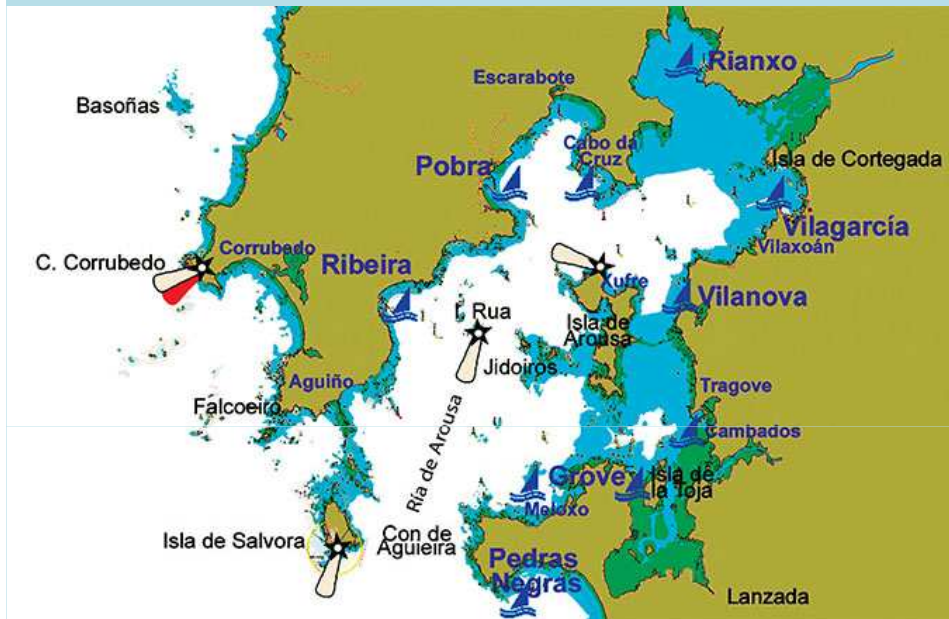 Rianxo
Escarabote
Basoñas
Cabo da
Cruz
Isla de Cortegada
Pobra
Vilagarcía
Corrubedo
Vilaxoán
C. Corrubedo
Ribeira
Xufre
Vilanova
I. Rua
Isla de
Arousa
Jidoiros
Aguiño
Tragove
Falcoeiro
Cambados
Ría de Arousa
Grove
Isla de
la Toja
Meloxo
Isla de Salvora
Con de
Aguieira
Pedras
Negras
Lanzada